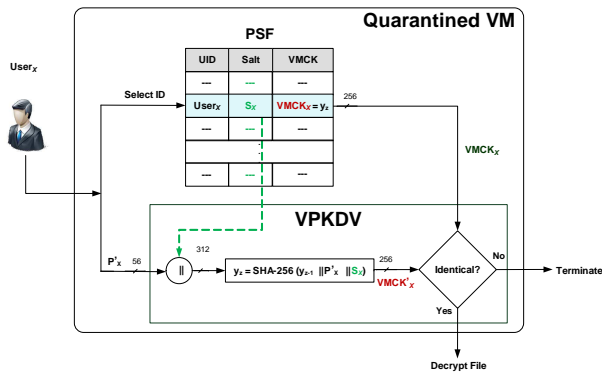 Quarantined VM
PSF
User_X
UID Salt VMCK
--- --- ---
Select ID
User_X S_X VMCK_X = y_z
256
--- --- ---
:
--- --- ---
VMCK_X
VPKDV
P'_X 56
||
312
y_z = SHA-256 (y_{z-1} ||P'_X ||S_X)
256
VMCK'_X
Identical?
No
Terminate
Yes
Decrypt File